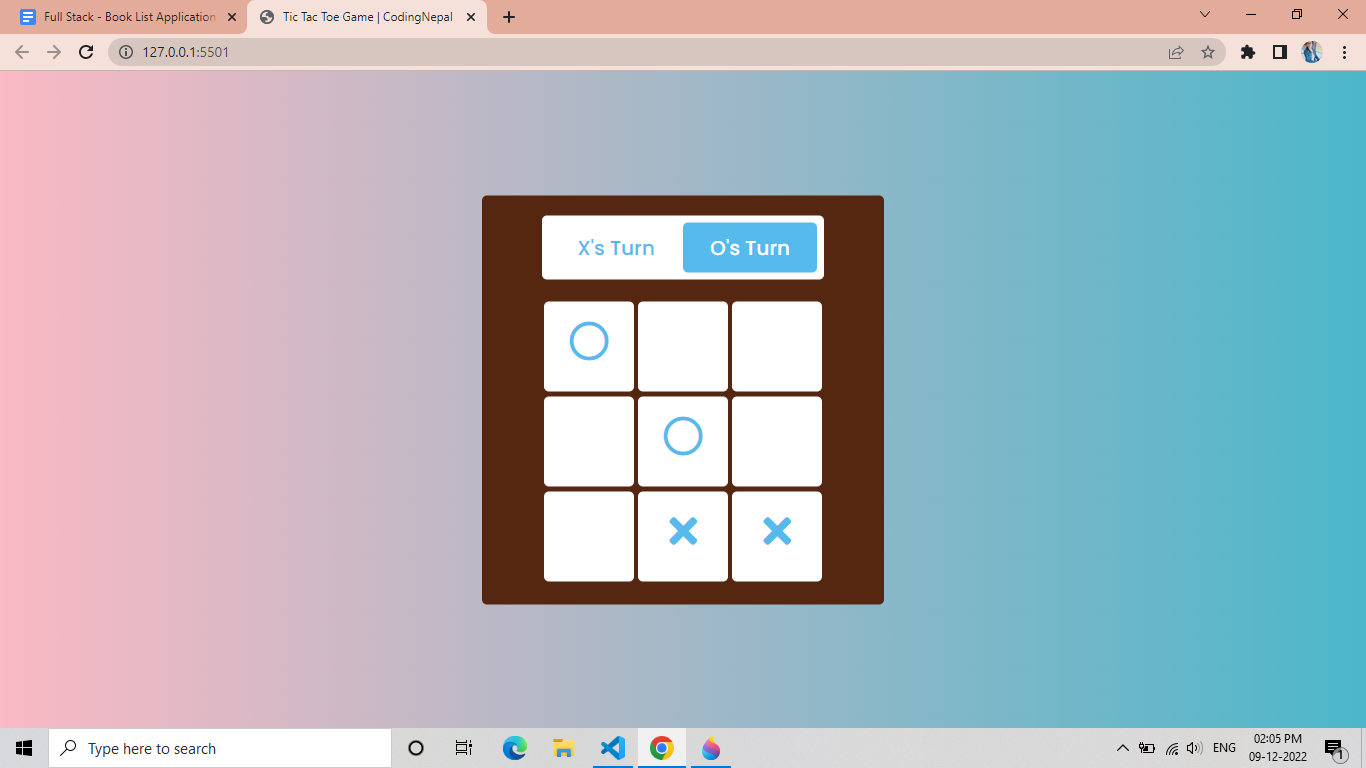 Full Stack - Book List Application
Tic Tac Toe Game | CodingNepal
127.0.0.1:5501
X's Turn
O's Turn
Type here to search
ENG
02:05 PM
09-12-2022
1